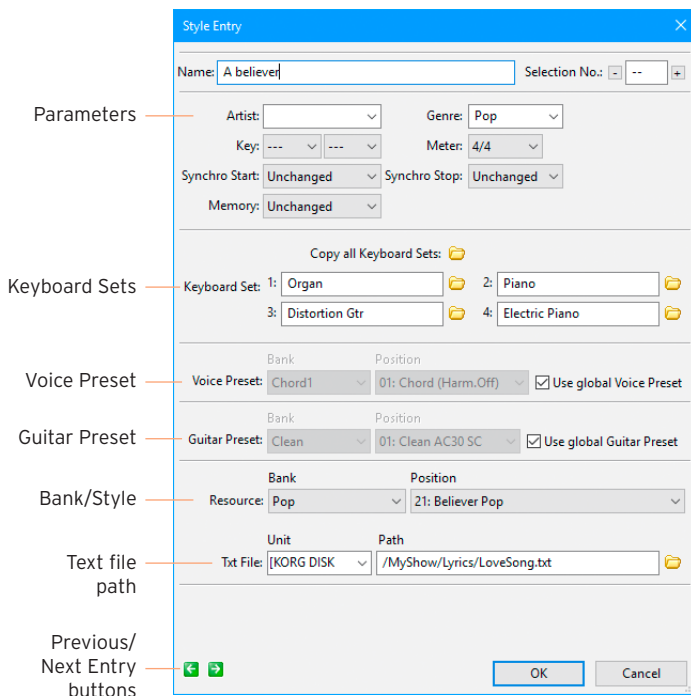 Style Entry
Name: A believer Selection No.: - -- +
Parameters
Artist: Genre: Pop
Key: --- --- Meter: 4/4
Synchro Start: Unchanged Synchro Stop: Unchanged
Memory: Unchanged
Copy all Keyboard Sets:
Keyboard Sets
Keyboard Set: 1: Organ 2: Piano
3: Distortion Gtr 4: Electric Piano
Bank Position
Voice Preset
Voice Preset: Chord1 01: Chord (Harm.Off) Use global Voice Preset
Bank Position
Guitar Preset
Guitar Preset: Clean 01: Clean AC30 SC Use global Guitar Preset
Bank Position
Bank/Style
Resource: Pop 21: Believer Pop
Unit Path
Text file
path
Txt File: [KORG DISK /MyShow/Lyrics/LoveSong.txt
Previous/
Next Entry
buttons
OK Cancel